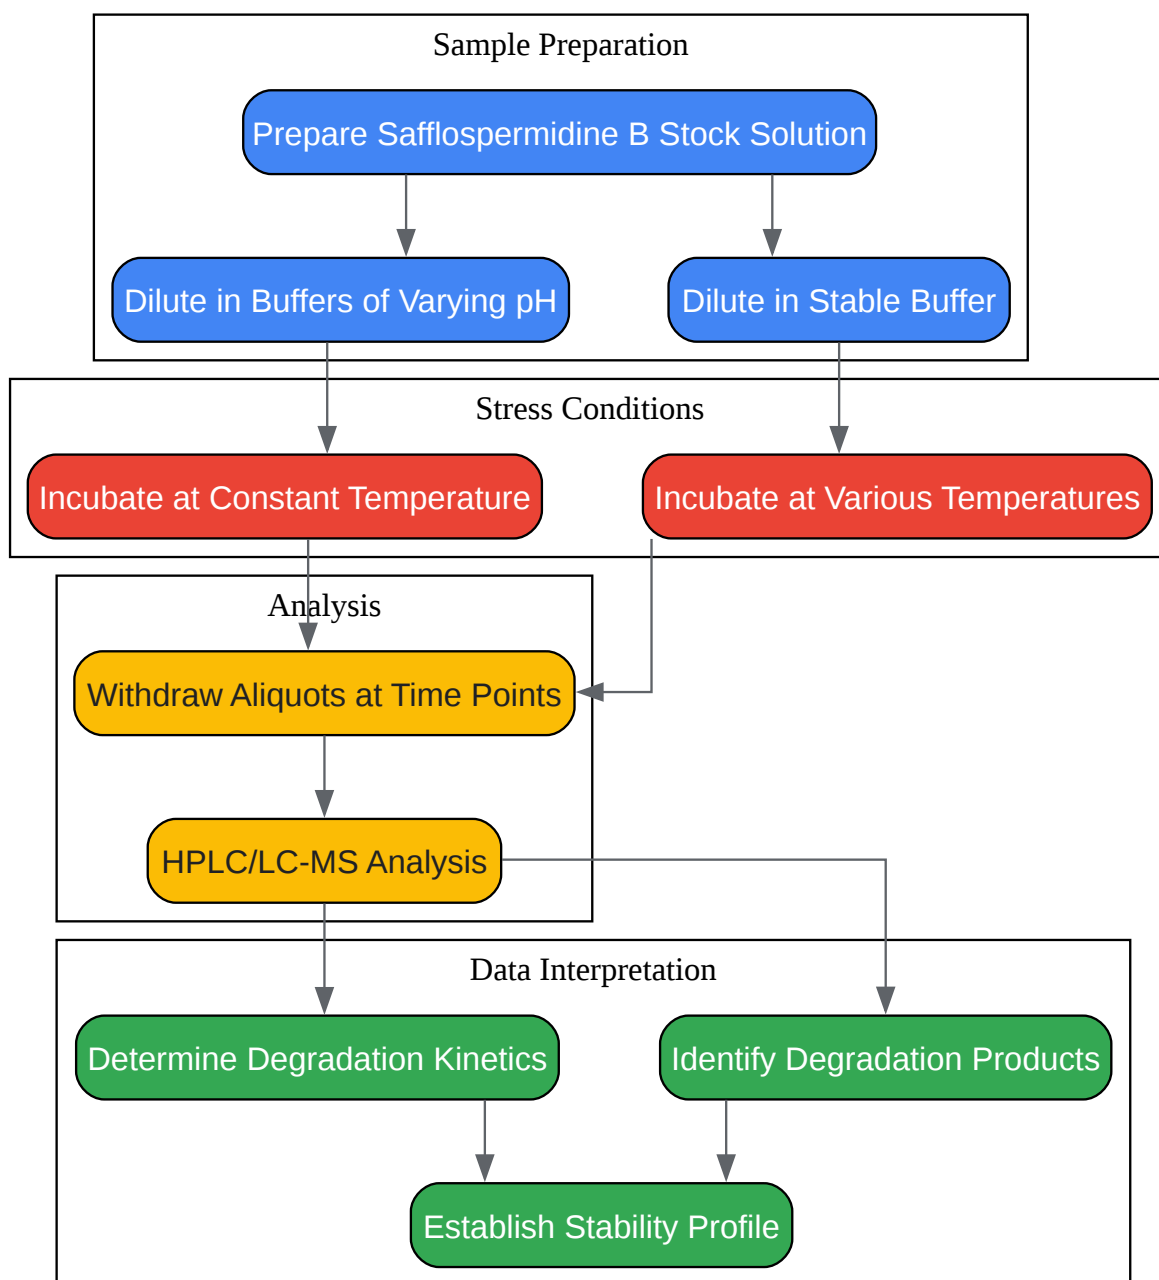 Sample Preparation
Prepare Safflospermidine B Stock Solution
Dilute in Buffers of Varying pH
Dilute in Stable Buffer
Stress Conditions
Incubate at Constant Temperature
Incubate at Various Temperatures
Analysis
Withdraw Aliquots at Time Points
HPLC/LC-MS Analysis
Data Interpretation
Determine Degradation Kinetics
Identify Degradation Products
Establish Stability Profile